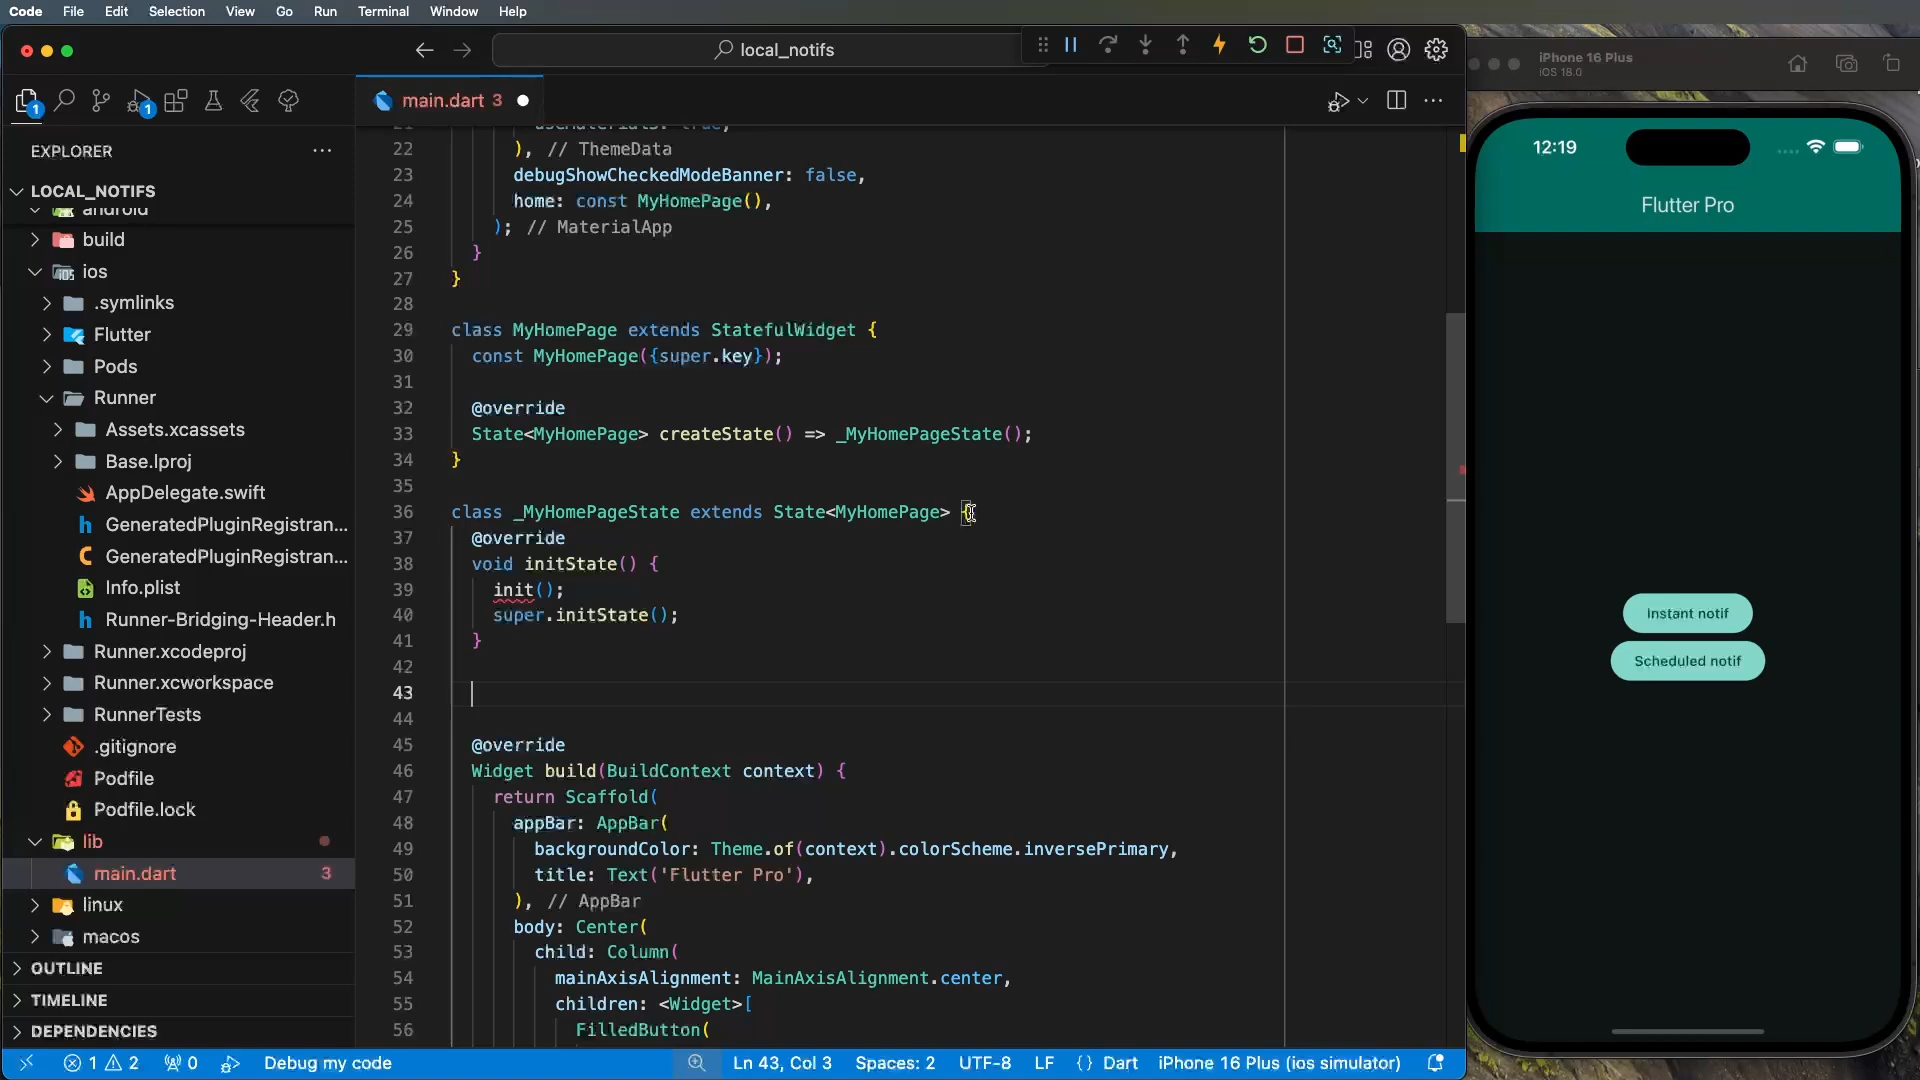 Code File Edit Selection View Go Run Terminal Window Help
local_notifs
1
1
main.dart 3
EXPLORER
LOCAL_NOTIFS
android
build
ios
.symlinks
Flutter
Pods
Runner
Assets.xcassets
Base.lproj
AppDelegate.swift
GeneratedPluginRegistran...
GeneratedPluginRegistran...
Info.plist
Runner-Bridging-Header.h
Runner.xcodeproj
Runner.xcworkspace
RunnerTests
.gitignore
Podfile
Podfile.lock
lib
main.dart 3
linux
macos
OUTLINE
TIMELINE
DEPENDENCIES
22 ), // ThemeData
23 debugShowCheckedModeBanner: false,
24 home: const MyHomePage(),
25 ); // MaterialApp
26 }
27 }
28
29 class MyHomePage extends StatefulWidget {
30 const MyHomePage({super.key});
31
32 @override
33 State<MyHomePage> createState() => _MyHomePageState();
34 }
35
36 class _MyHomePageState extends State<MyHomePage> {
37 @override
38 void initState() {
39 init();
40 super.initState();
41 }
42
43
44
45 @override
46 Widget build(BuildContext context) {
47 return Scaffold(
48 appBar: AppBar(
49 backgroundColor: Theme.of(context).colorScheme.inversePrimary,
50 title: Text('Flutter Pro'),
51 ), // AppBar
52 body: Center(
53 child: Column(
54 mainAxisAlignment: MainAxisAlignment.center,
55 children: <Widget>[
56 FilledButton(
1 2 0 Debug my code Ln 43, Col 3 Spaces: 2 UTF-8 LF {} Dart iPhone 16 Plus (ios simulator)
iPhone 16 Plus
iOS 18.0
12:19
Flutter Pro
Instant notif
Scheduled notif